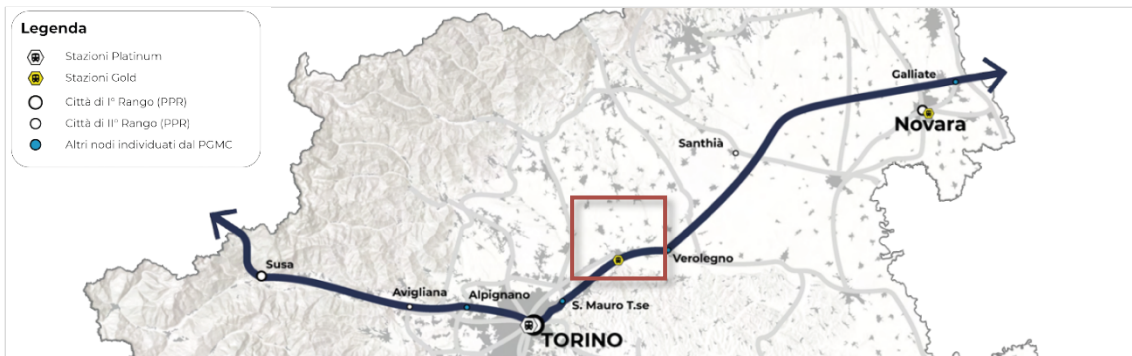 Legenda
Stazioni Platinum
Stazioni Gold
Città di I° Rango (PPR)
Città di II° Rango (PPR)
Altri nodi individuati dal PGMC
Galliate
Novara
Santhià
Verolegno
Susa
Avigliana
Alpignano
S. Mauro T.se
TORINO